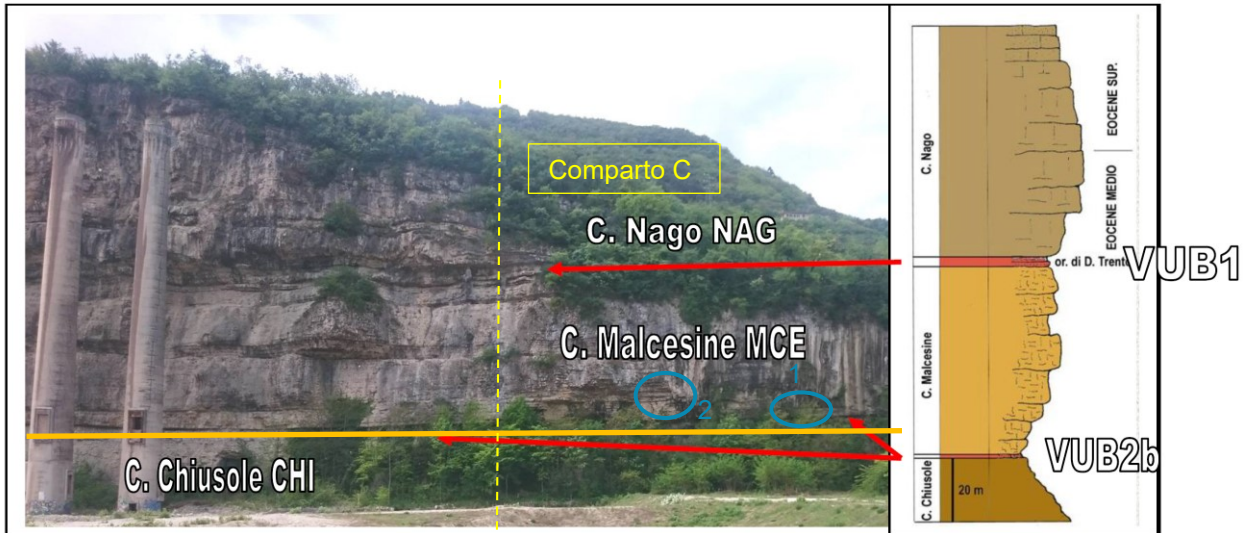 Comparto C
C. Nago NAG
C. Malcesine MCE
1
2
C. Chiusole CHI
C. Nago
EOCENE SUP.
EOCENE MEDIO
or. di D. Trento
VUB1
C. Malcesine
VUB2b
C. Chiusole
20 m